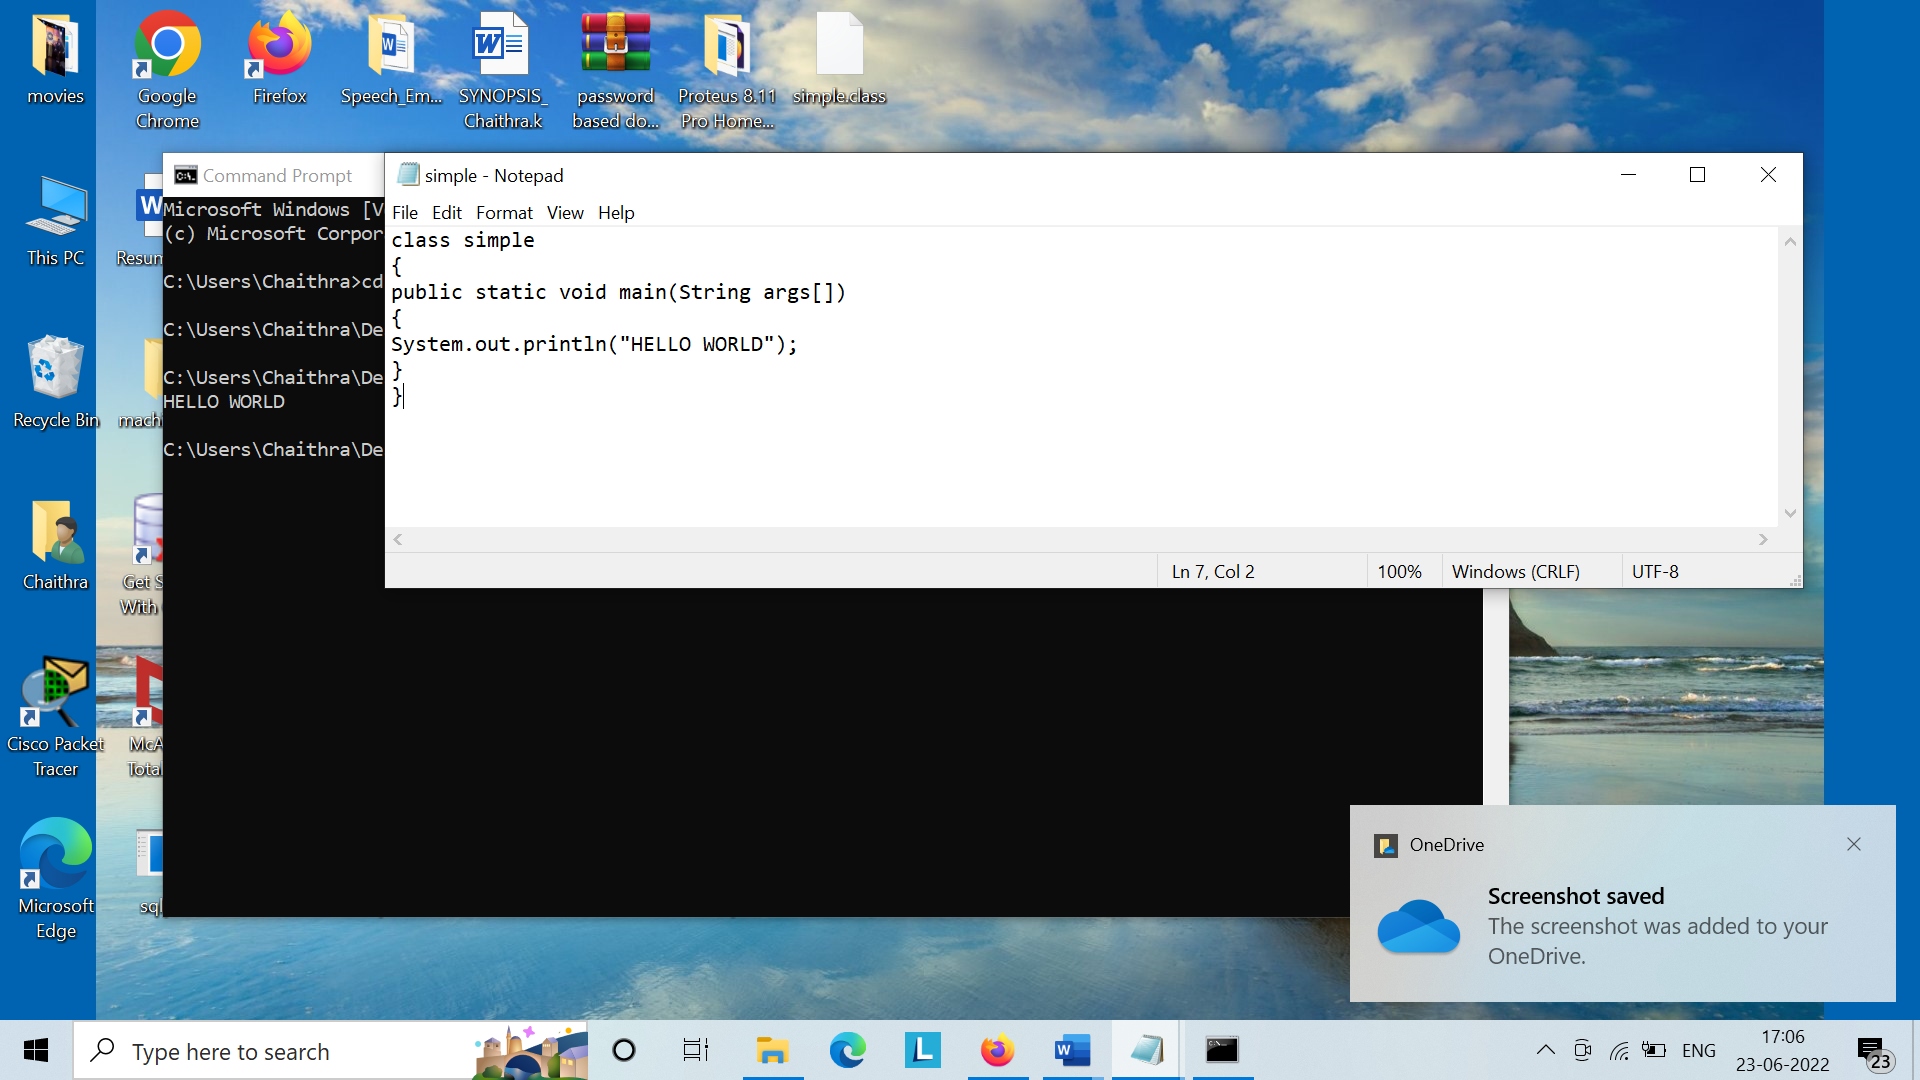 movies
Google
Chrome
Firefox
Speech_Em...
SYNOPSIS_
Chaithra.k
password
based do...
Proteus 8.11
Pro Home...
simple.class
This PC
Resum
Recycle Bin
mach
Chaithra
Get S
With
Cisco Packet
Tracer
McA
Total
Microsoft
Edge
sql
Command Prompt
Microsoft Windows [V
(c) Microsoft Corpor
C:\Users\Chaithra>cd
C:\Users\Chaithra\De
C:\Users\Chaithra\De
HELLO WORLD
C:\Users\Chaithra\De
simple - Notepad
File Edit Format View Help
class simple
{
public static void main(String args[])
{
System.out.println("HELLO WORLD");
}
}
Ln 7, Col 2 100% Windows (CRLF) UTF-8
OneDrive
Screenshot saved
The screenshot was added to your
OneDrive.
Type here to search
ENG
17:06
23-06-2022
23